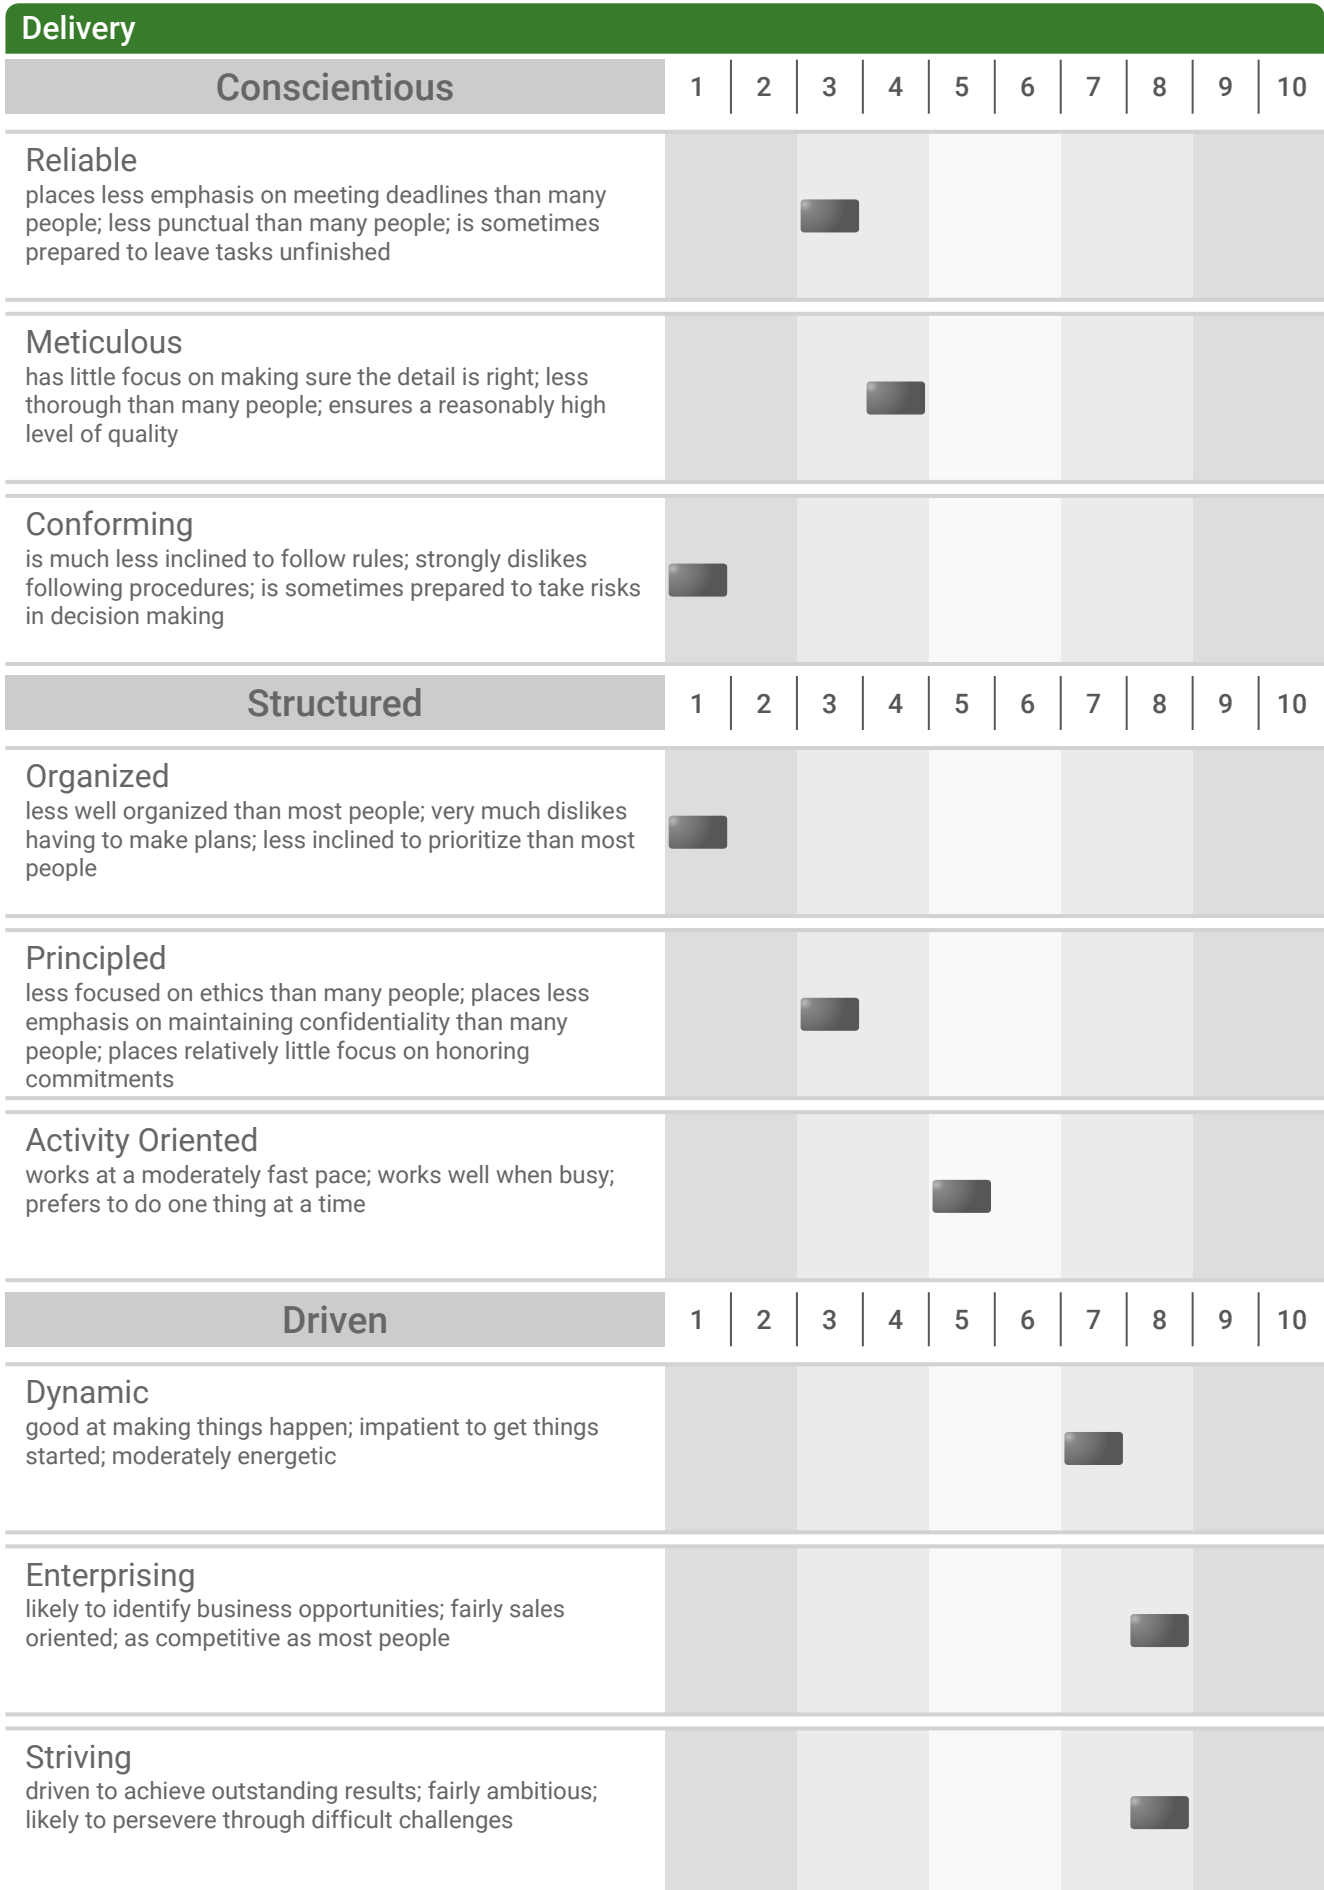 Delivery
Conscientious 1 2 3 4 5 6 7 8 9 10
Reliable
places less emphasis on meeting deadlines than many
people; less punctual than many people; is sometimes
prepared to leave tasks unfinished
Meticulous
has little focus on making sure the detail is right; less
thorough than many people; ensures a reasonably high
level of quality
Conforming
is much less inclined to follow rules; strongly dislikes
following procedures; is sometimes prepared to take risks
in decision making
Structured 1 2 3 4 5 6 7 8 9 10
Organized
less well organized than most people; very much dislikes
having to make plans; less inclined to prioritize than most
people
Principled
less focused on ethics than many people; places less
emphasis on maintaining confidentiality than many
people; places relatively little focus on honoring
commitments
Activity Oriented
works at a moderately fast pace; works well when busy;
prefers to do one thing at a time
Driven 1 2 3 4 5 6 7 8 9 10
Dynamic
good at making things happen; impatient to get things
started; moderately energetic
Enterprising
likely to identify business opportunities; fairly sales
oriented; as competitive as most people
Striving
driven to achieve outstanding results; fairly ambitious;
likely to persevere through difficult challenges